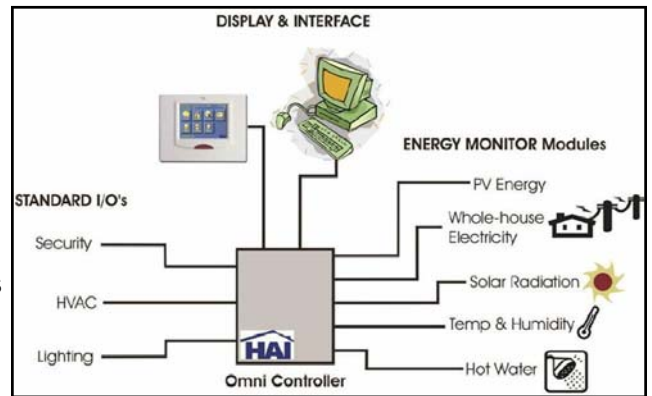 DISPLAY & INTERFACE
ENERGY MONITOR Modules
STANDARD I/O's
Security
HVAC
Lighting
PV Energy
Whole-house
Electricity
Solar Radiation
Temp & Humidity
Hot Water
HAI
Omni Controller